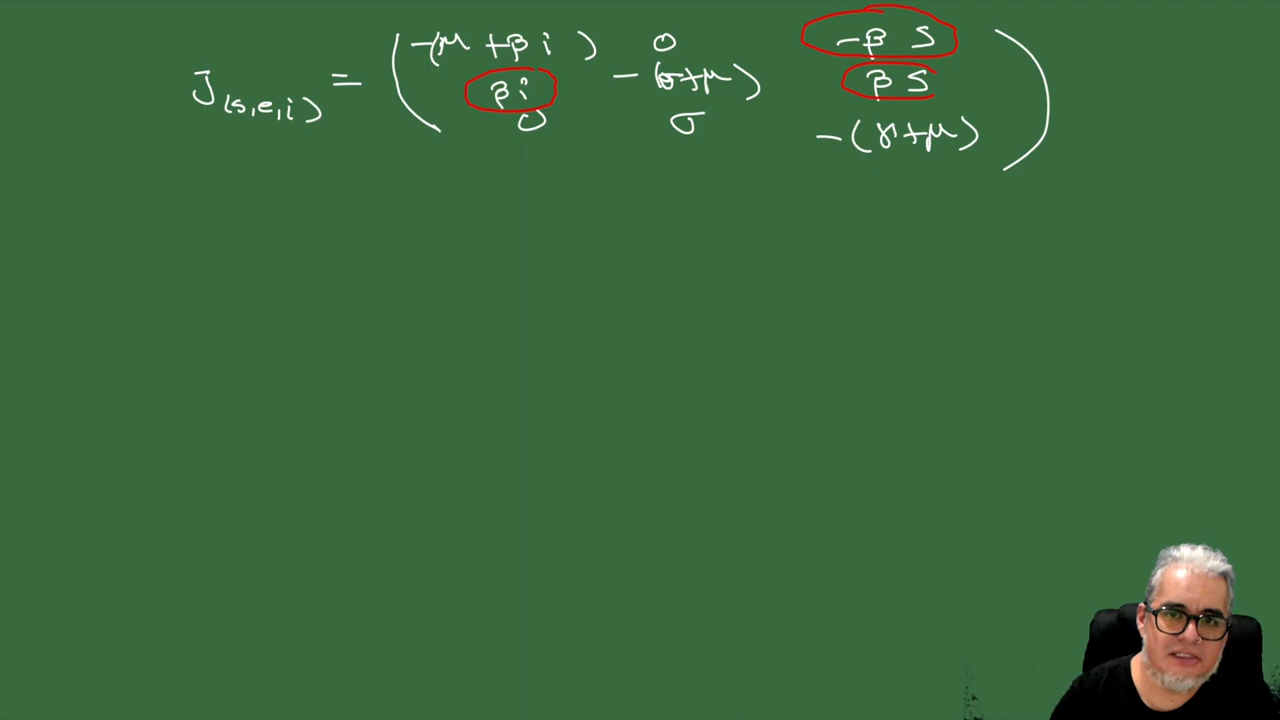 J(s,e,i) = ( -(μ + β i) 0 -β S
β i -(σ+μ) β S
0 σ -(γ+μ) )